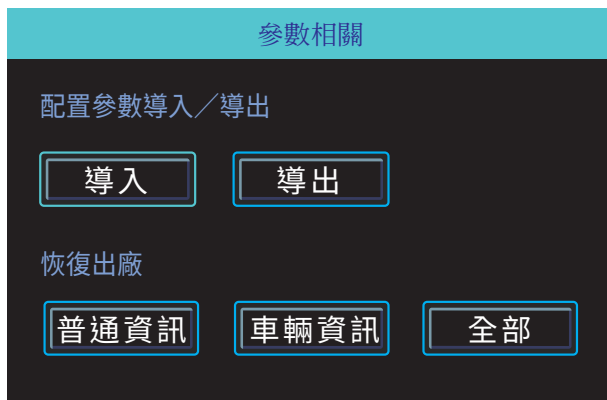 參數相關
配置參數導入／導出
導入 導出
恢復出廠
普通資訊 車輛資訊 全部